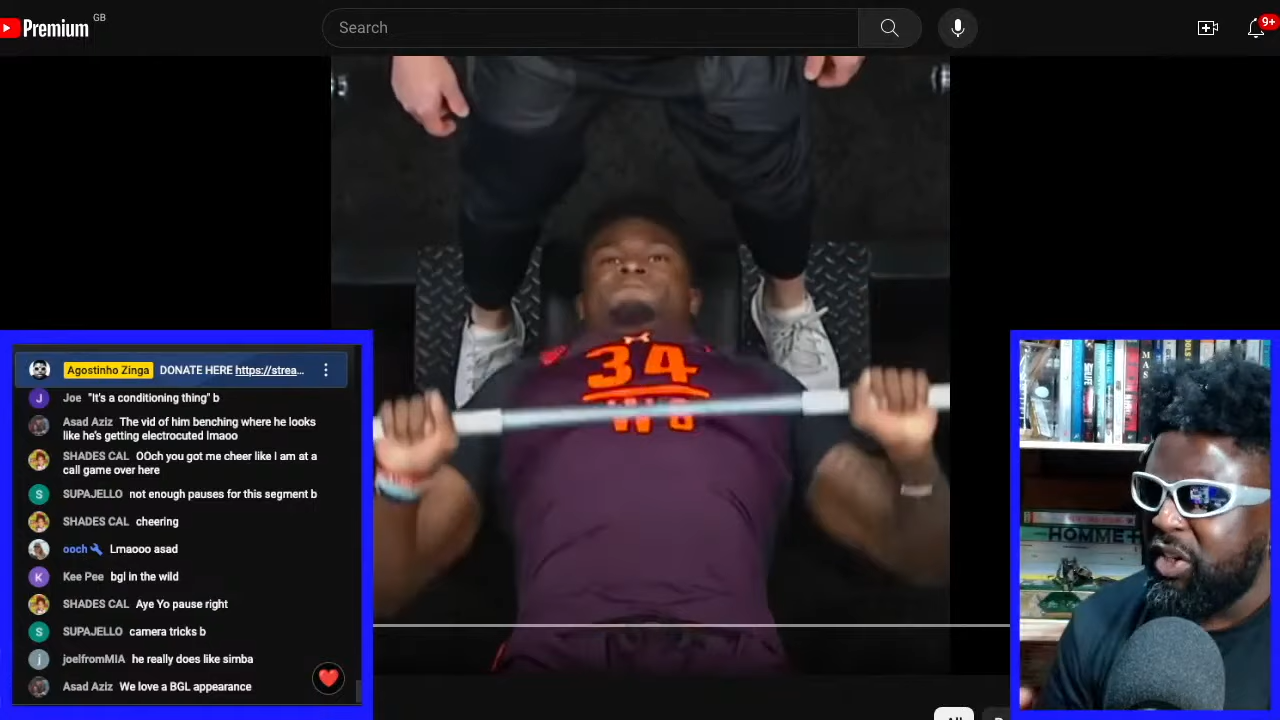 Premium GB
Search
9+
34
WO
Agostinho Zinga DONATE HERE https://strea...
Joe "It's a conditioning thing" b
Asad Aziz The vid of him benching where he looks
like he's getting electrocuted lmaoo
SHADES CAL OOch you got me cheer like I am at a
call game over here
SUPAJELLO not enough pauses for this segment b
SHADES CAL cheering
ooch Lmaooo asad
Kee Pee bgl in the wild
SHADES CAL Aye Yo pause right
SUPAJELLO camera tricks b
joelfromMIA he really does like simba
Asad Aziz We love a BGL appearance
HOMME+
All